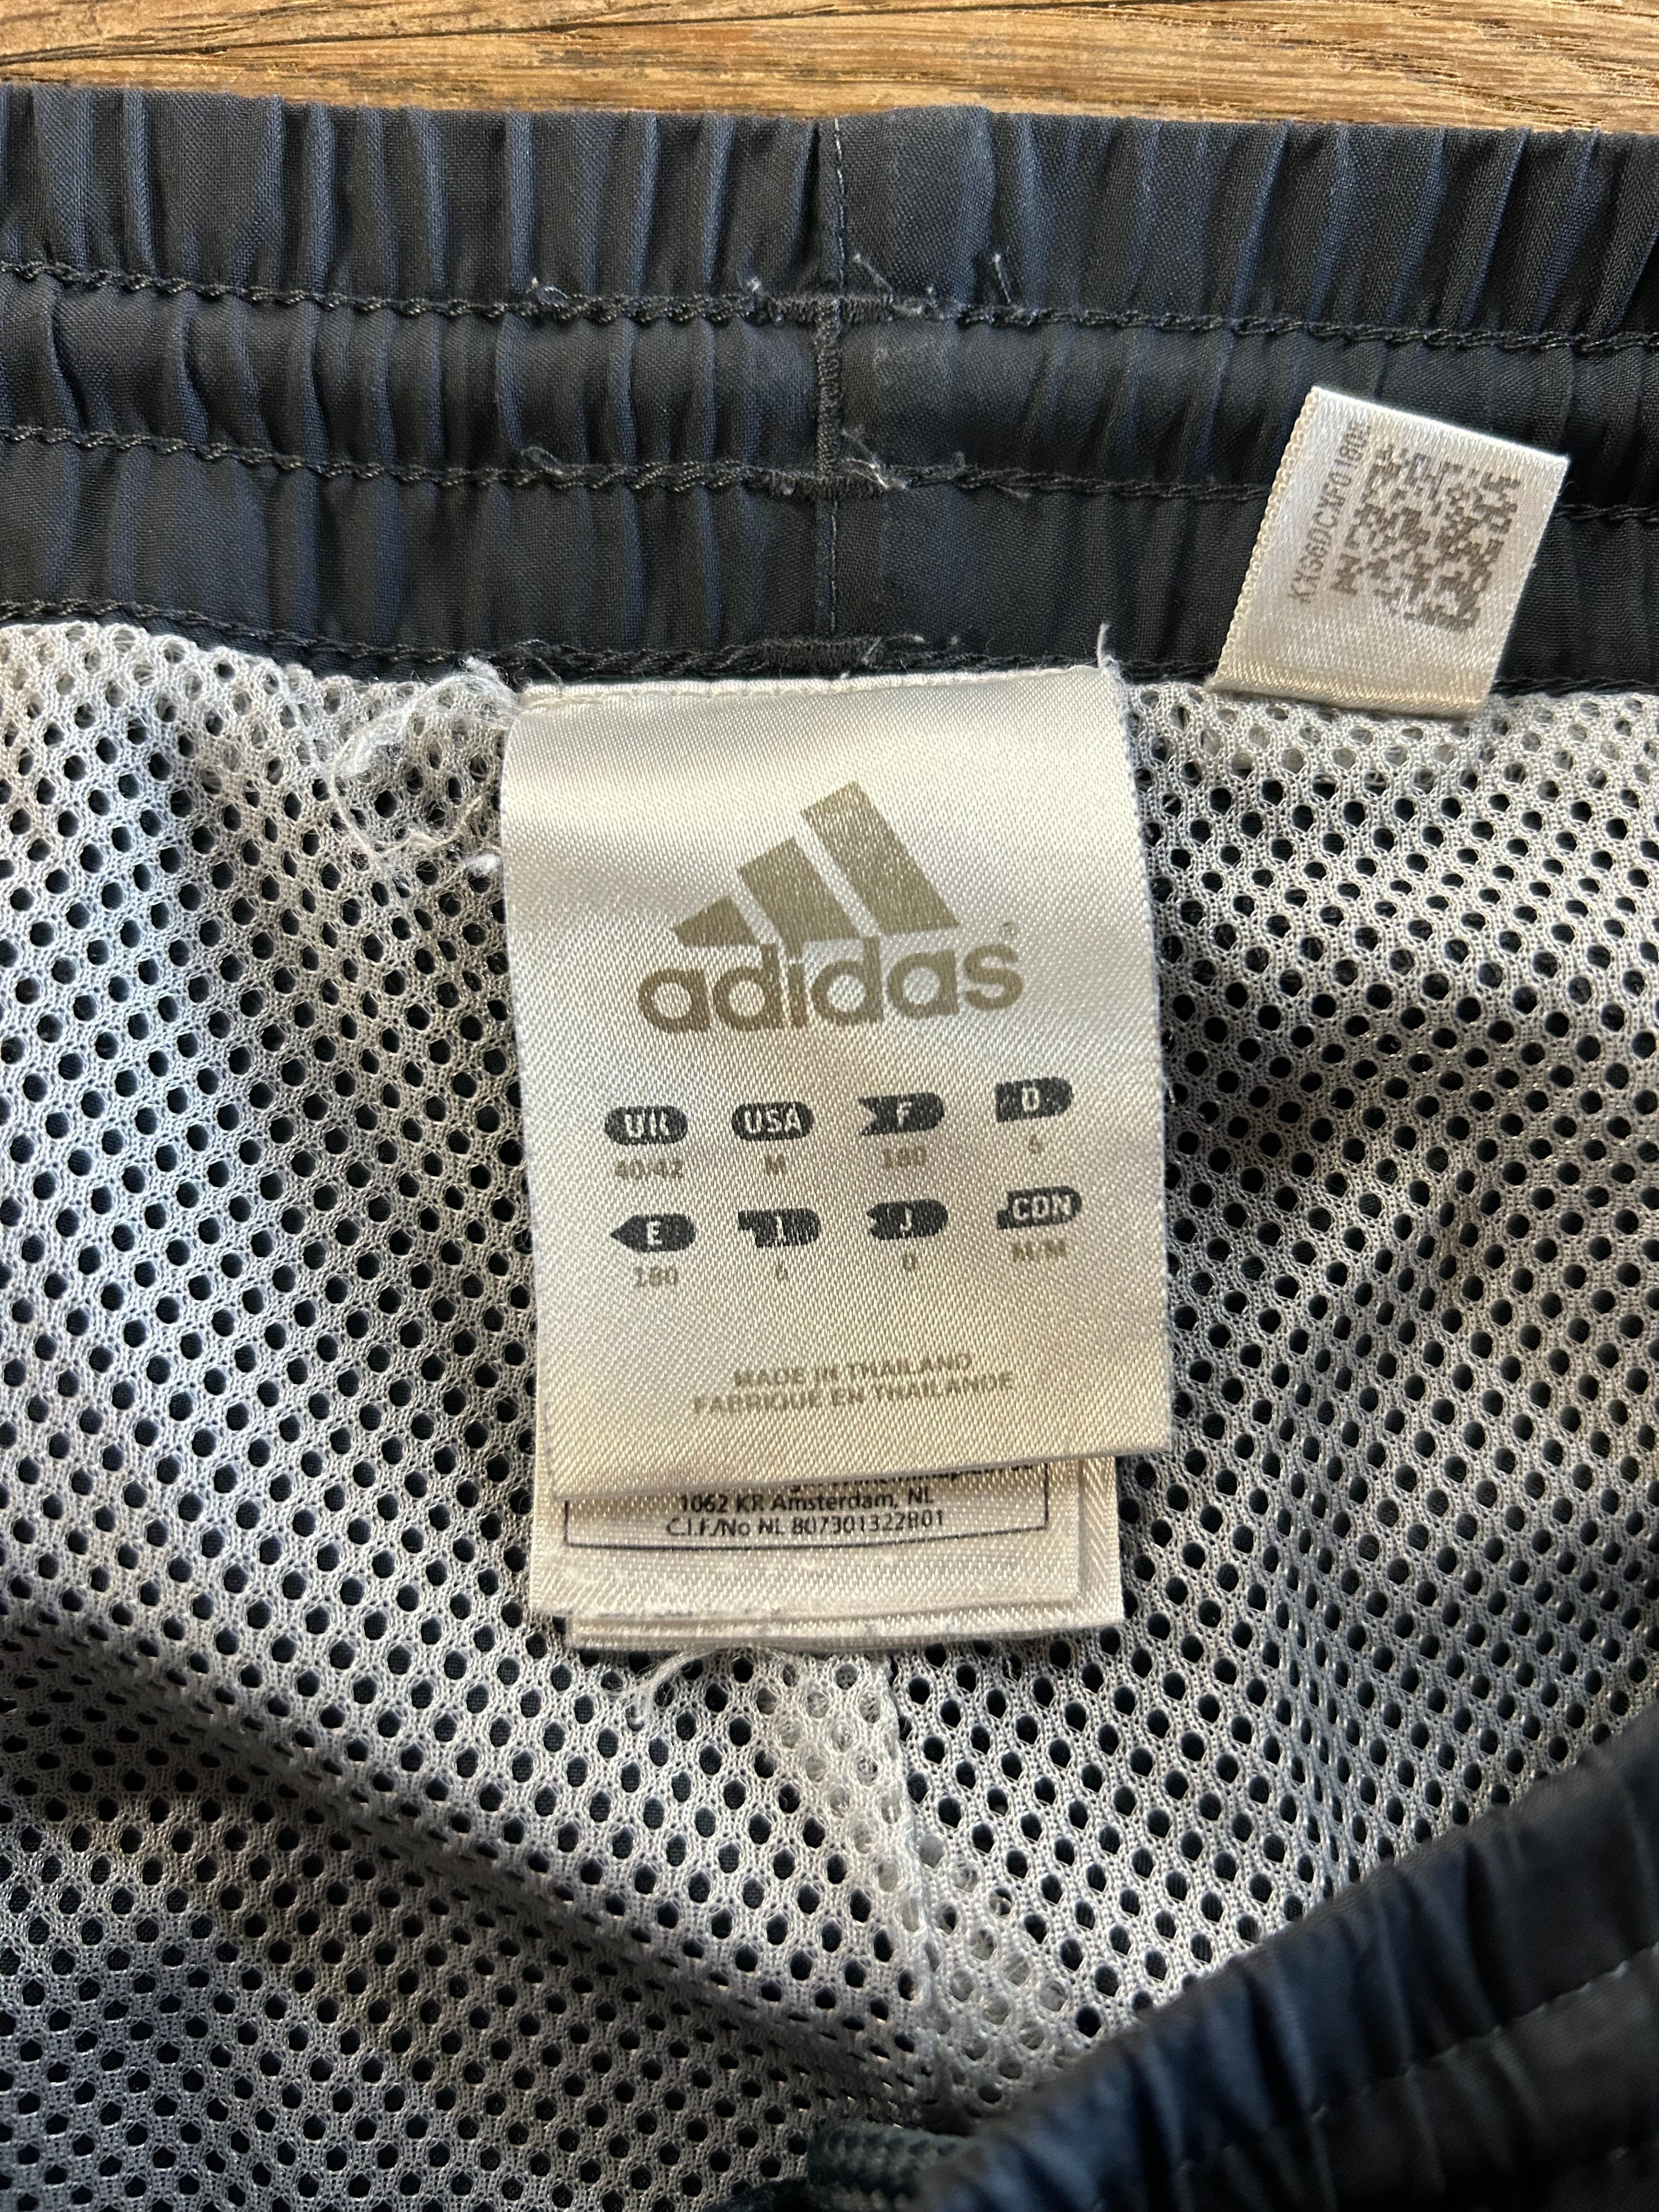 adidas
UK USA F D
40/42 M 180 6
E I J CDN
180 6 O M/M
MADE IN THAILAND
FABRIQUÉ EN THAILANDE
1062 KR Amsterdam, NL
C.I.F./No NL 807301322B01